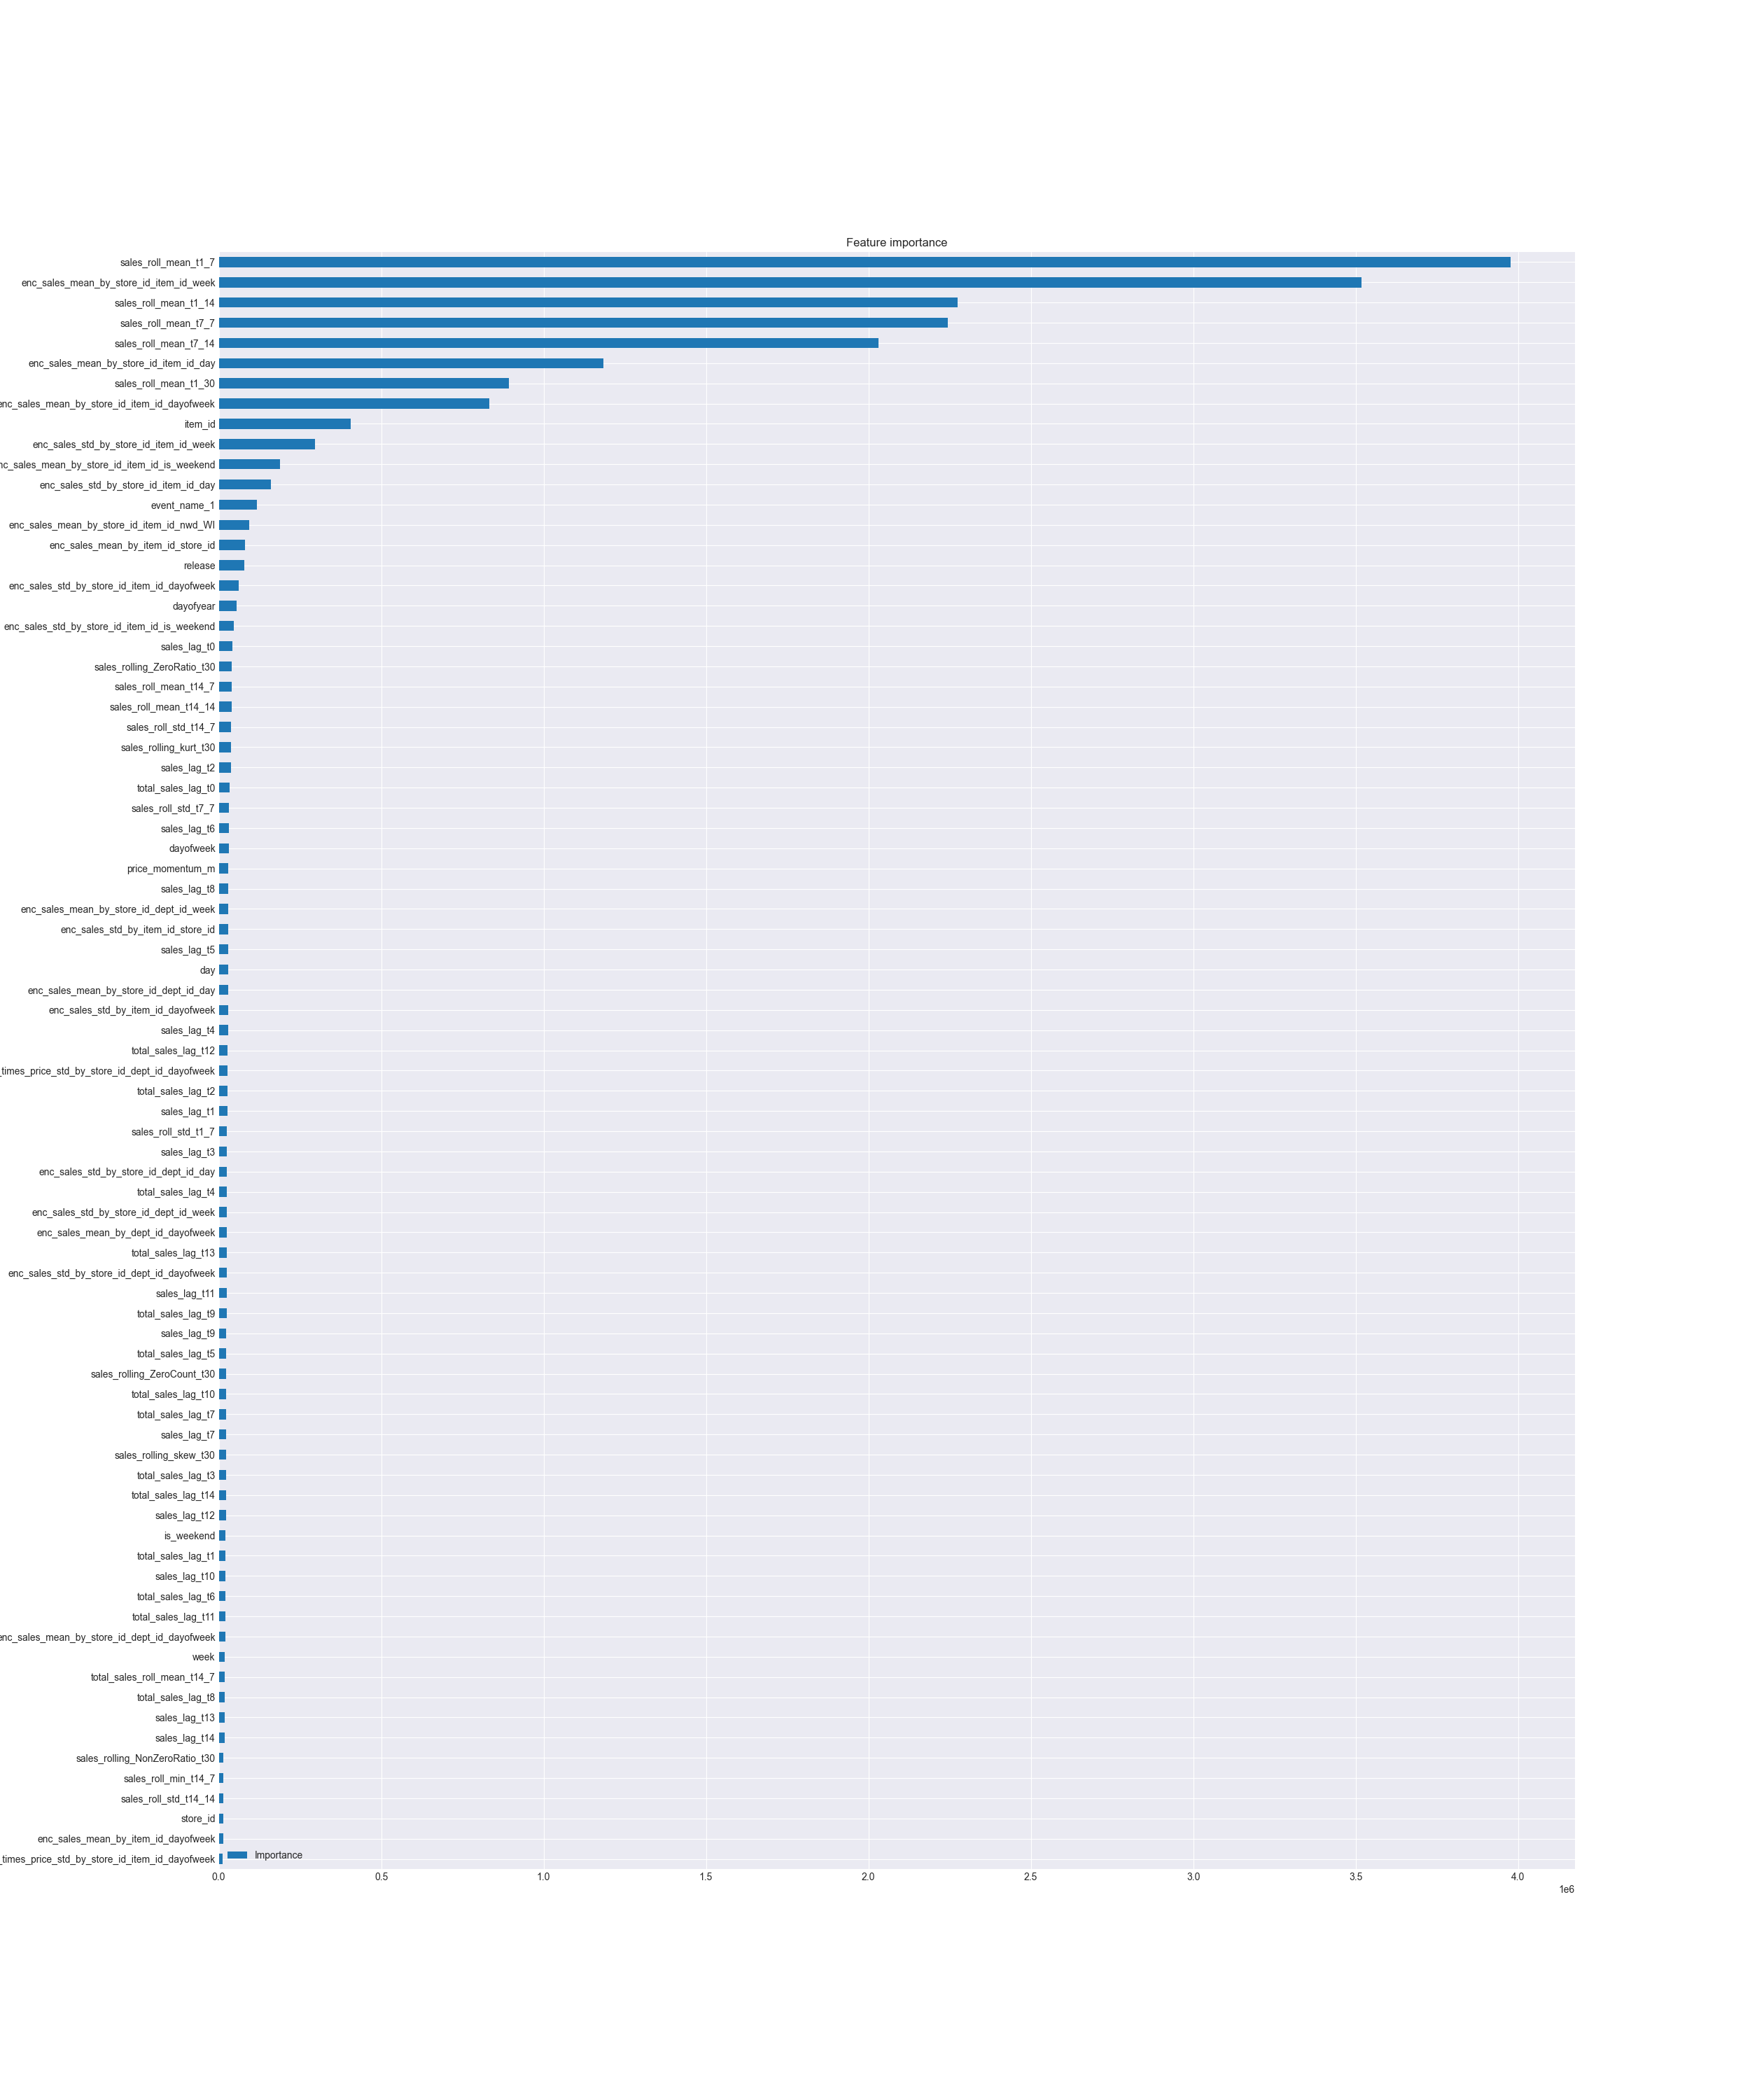 Feature importance
sales_roll_mean_t1_7
enc_sales_mean_by_store_id_item_id_week
sales_roll_mean_t1_14
sales_roll_mean_t7_7
sales_roll_mean_t7_14
enc_sales_mean_by_store_id_item_id_day
sales_roll_mean_t1_30
enc_sales_mean_by_store_id_item_id_dayofweek
item_id
enc_sales_std_by_store_id_item_id_week
nc_sales_mean_by_store_id_item_id_is_weekend
enc_sales_std_by_store_id_item_id_day
event_name_1
enc_sales_mean_by_store_id_item_id_nwd_WI
enc_sales_mean_by_item_id_store_id
release
enc_sales_std_by_store_id_item_id_dayofweek
dayofyear
enc_sales_std_by_store_id_item_id_is_weekend
sales_lag_t0
sales_rolling_ZeroRatio_t30
sales_roll_mean_t14_7
sales_roll_mean_t14_14
sales_roll_std_t14_7
sales_rolling_kurt_t30
sales_lag_t2
total_sales_lag_t0
sales_roll_std_t7_7
sales_lag_t6
dayofweek
price_momentum_m
sales_lag_t8
enc_sales_mean_by_store_id_dept_id_week
enc_sales_std_by_item_id_store_id
sales_lag_t5
day
enc_sales_mean_by_store_id_dept_id_day
enc_sales_std_by_item_id_dayofweek
sales_lag_t4
total_sales_lag_t12
_times_price_std_by_store_id_dept_id_dayofweek
total_sales_lag_t2
sales_lag_t1
sales_roll_std_t1_7
sales_lag_t3
enc_sales_std_by_store_id_dept_id_day
total_sales_lag_t4
enc_sales_std_by_store_id_dept_id_week
enc_sales_mean_by_dept_id_dayofweek
total_sales_lag_t13
enc_sales_std_by_store_id_dept_id_dayofweek
sales_lag_t11
total_sales_lag_t9
sales_lag_t9
total_sales_lag_t5
sales_rolling_ZeroCount_t30
total_sales_lag_t10
total_sales_lag_t7
sales_lag_t7
sales_rolling_skew_t30
total_sales_lag_t3
total_sales_lag_t14
sales_lag_t12
is_weekend
total_sales_lag_t1
sales_lag_t10
total_sales_lag_t6
total_sales_lag_t11
enc_sales_mean_by_store_id_dept_id_dayofweek
week
total_sales_roll_mean_t14_7
total_sales_lag_t8
sales_lag_t13
sales_lag_t14
sales_rolling_NonZeroRatio_t30
sales_roll_min_t14_7
sales_roll_std_t14_14
store_id
enc_sales_mean_by_item_id_dayofweek
_times_price_std_by_store_id_item_id_dayofweek
Importance
0.0 0.5 1.0 1.5 2.0 2.5 3.0 3.5 4.0
1e6